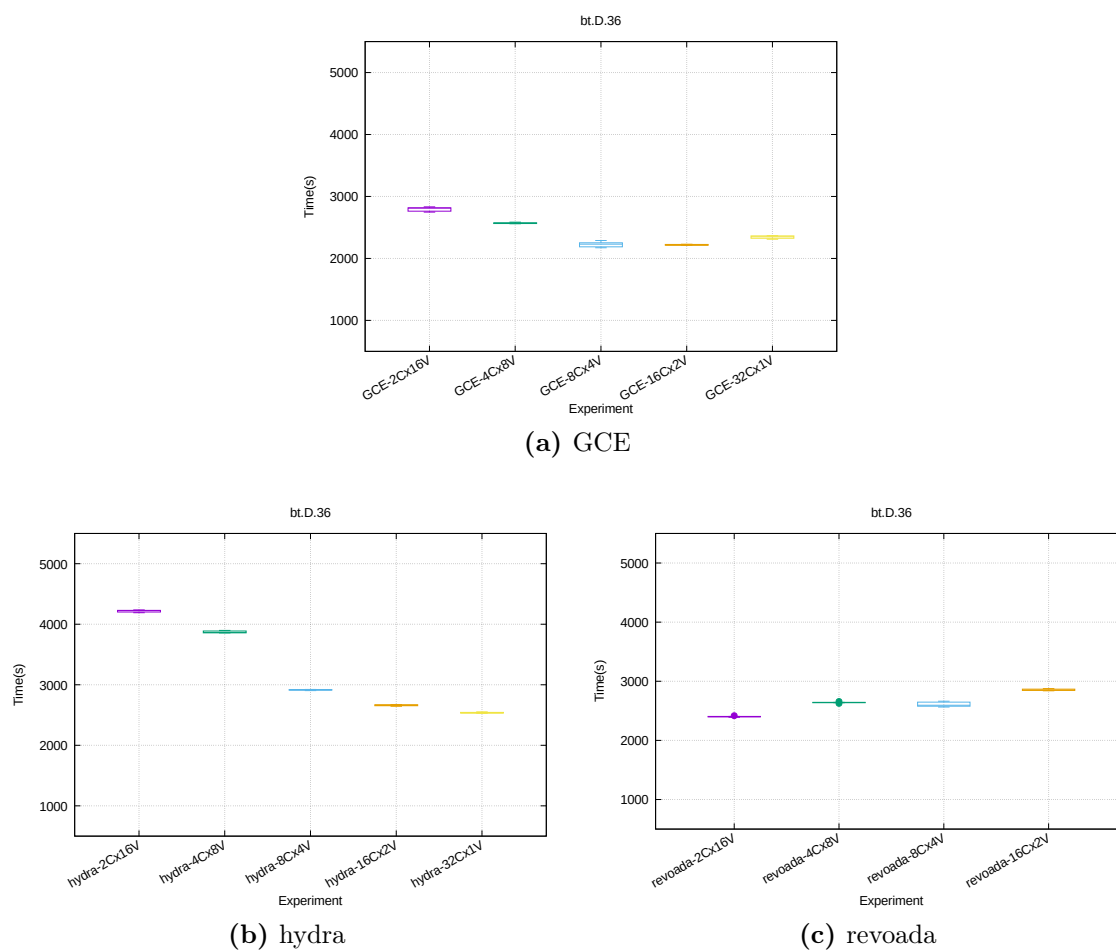 bt.D.36
5000
4000
3000
2000
1000
Time(s)
GCE-2Cx16V
GCE-4Cx8V
GCE-8Cx4V
GCE-16Cx2V
GCE-32Cx1V
Experiment
(a) GCE
bt.D.36
5000
4000
3000
2000
1000
Time(s)
hydra-2Cx16V
hydra-4Cx8V
hydra-8Cx4V
hydra-16Cx2V
hydra-32Cx1V
Experiment
(b) hydra
bt.D.36
5000
4000
3000
2000
1000
Time(s)
revoada-2Cx16V
revoada-4Cx8V
revoada-8Cx4V
revoada-16Cx2V
Experiment
(c) revoada